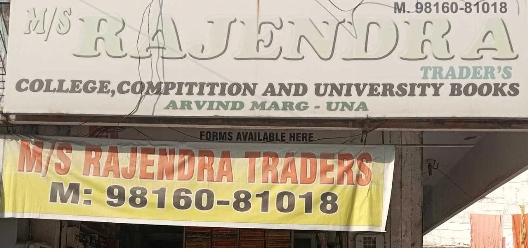 M. 98160-81018
M/S RAJENDRA
TRADER'S
COLLEGE,COMPITITION AND UNIVERSITY BOOKS
ARVIND MARG - UNA
FORMS AVAILABLE HERE
M/S RAJENDRA TRADERS
M: 98160-81018